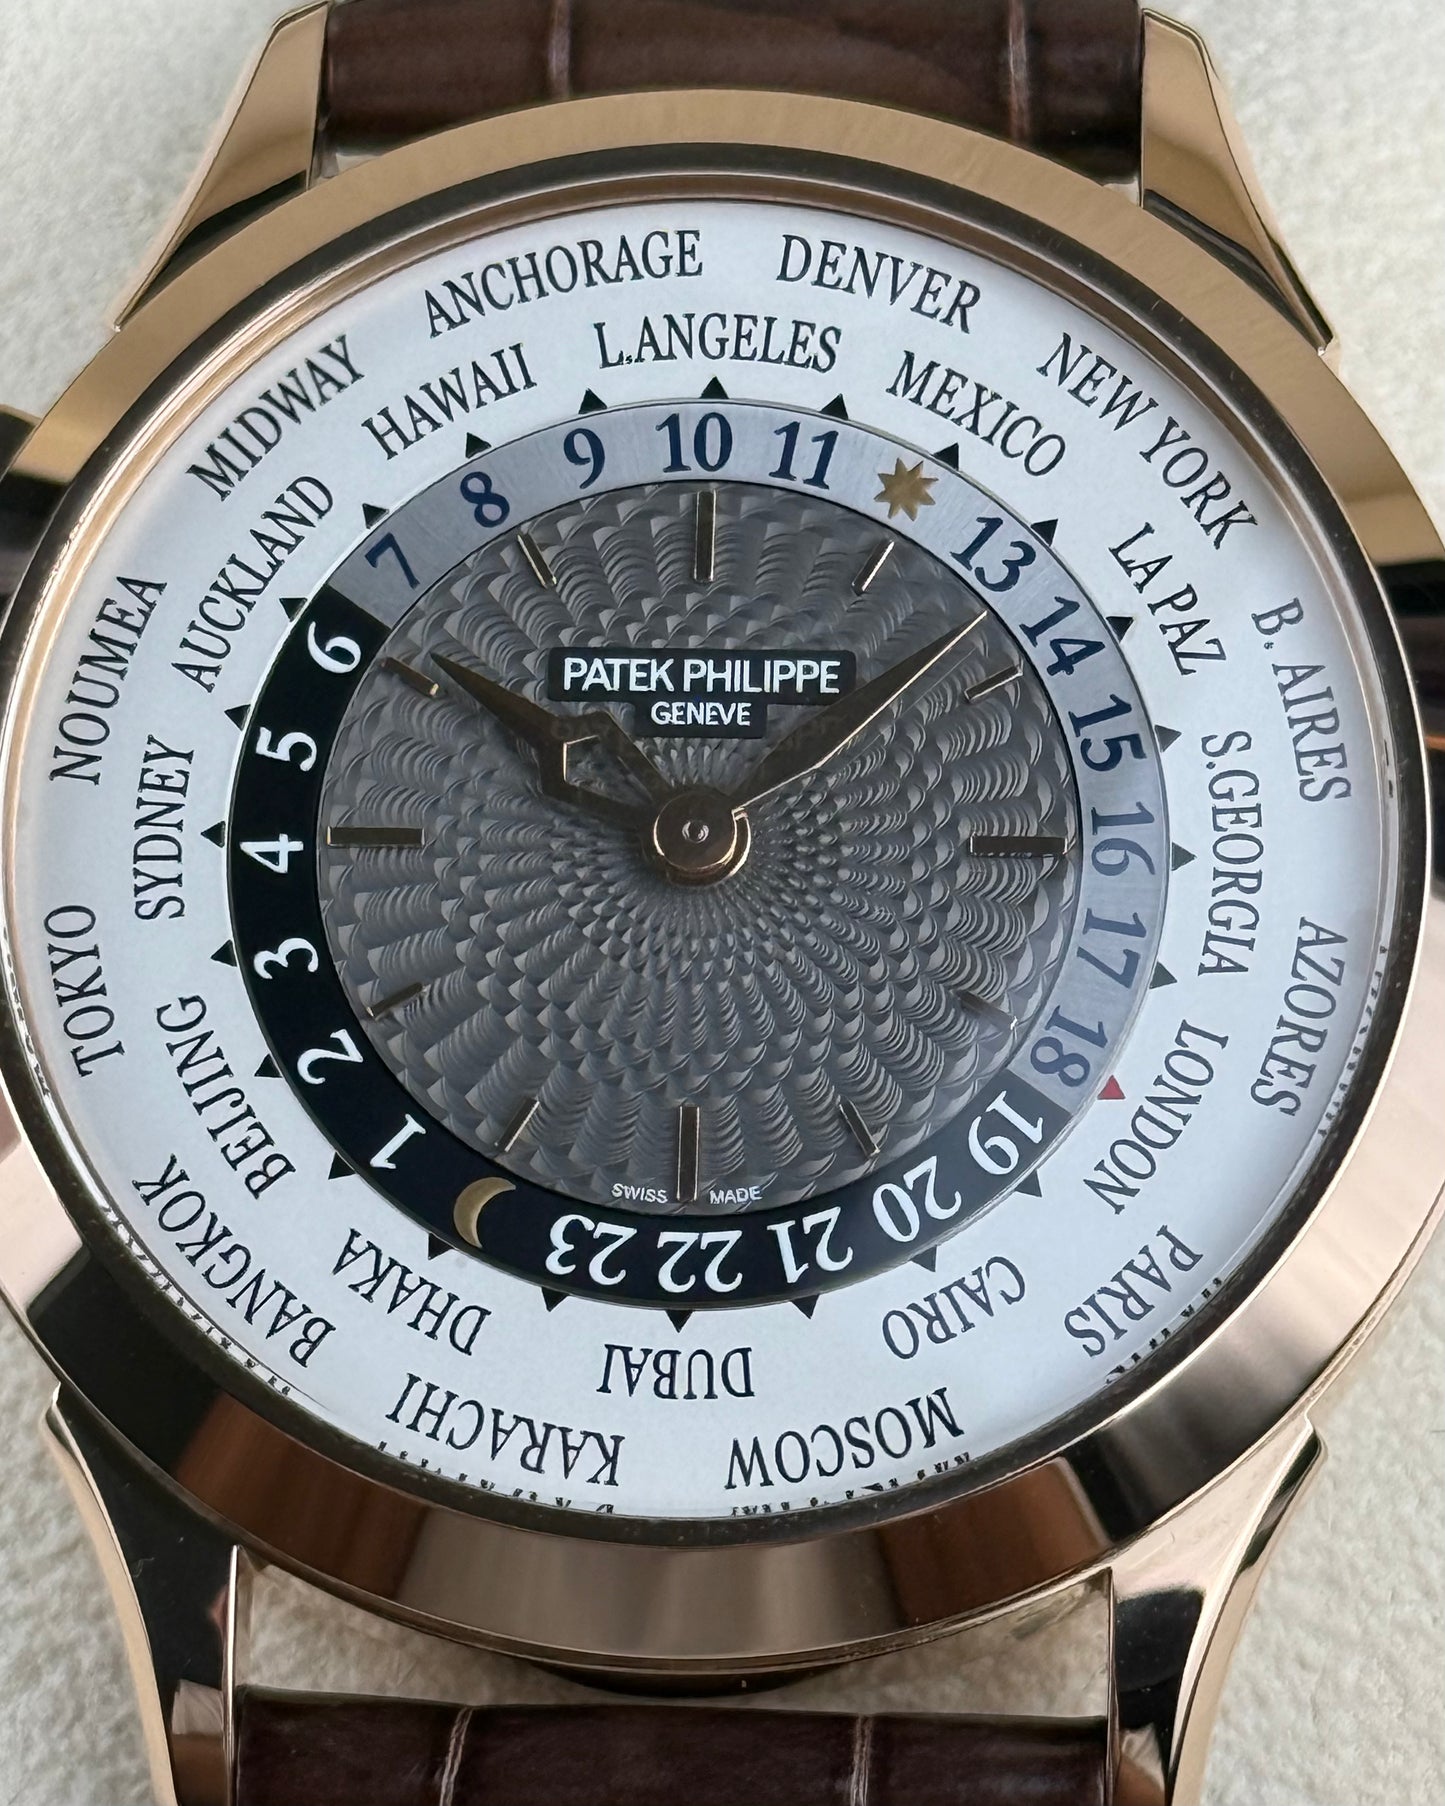 PATEK PHILIPPE
GENEVE
SWISS MADE
ANCHORAGE
DENVER
L.ANGELES
MEXICO
NEW YORK
LA PAZ
B. AIRES
S.GEORGIA
AZORES
LONDON
PARIS
CAIRO
MOSCOW
DUBAI
KARACHI
DHAKA
BANGKOK
BEIJING
TOKYO
SYDNEY
NOUMEA
AUCKLAND
MIDWAY
HAWAII
10
11
13
14
15
16
17
18
19
20
21
22
23
1
2
3
4
5
6
7
8
9